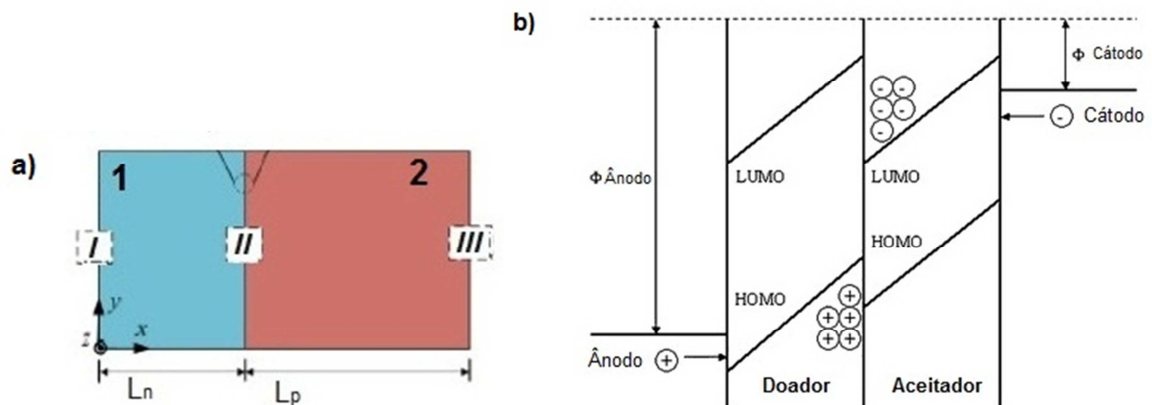 a)
1
2
I
II
III
y
z
x
Ln
Lp
b)
Φ Cátodo
- -
- -
-
- Cátodo
Φ Ânodo
LUMO
LUMO
HOMO
HOMO
+
+ +
+ +
Ânodo +
Doador
Aceitador